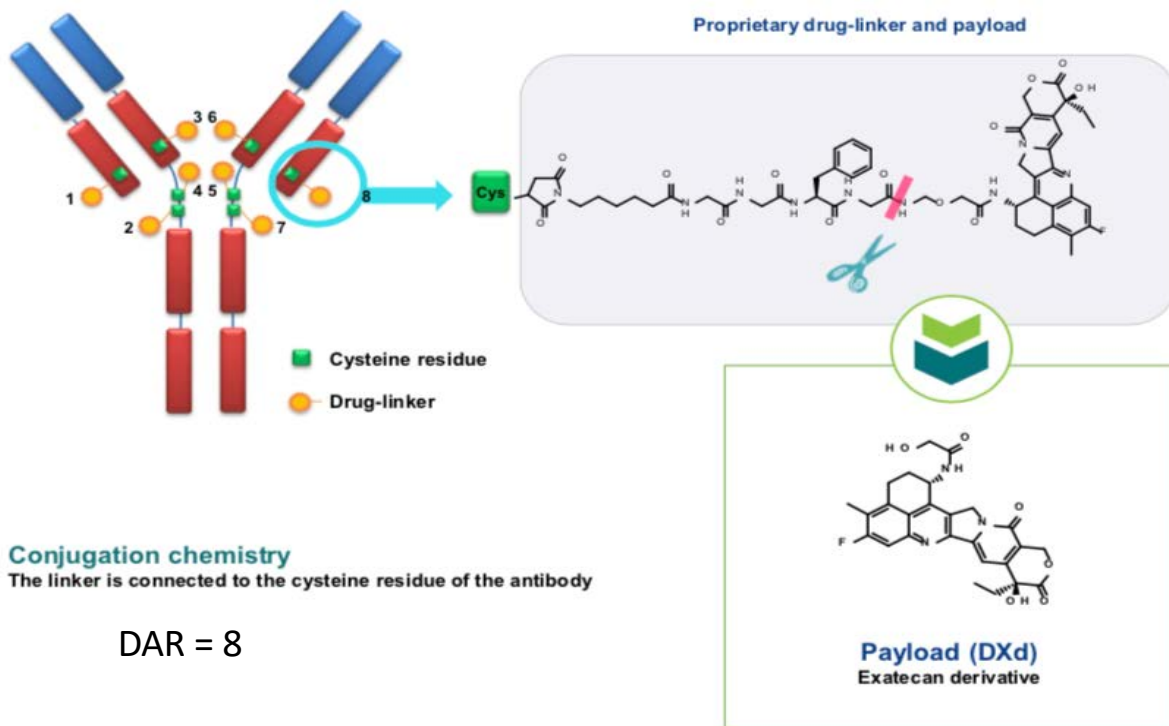 Proprietary drug-linker and payload
3 6
4 5
1
8
2
7
Cys
Cysteine residue
Drug-linker
Conjugation chemistry
The linker is connected to the cysteine residue of the antibody
DAR = 8
Payload (DXd)
Exatecan derivative
O
O
N
O
N
H
O
H
N
O
N
H
O
H
N
O
N
H
O
O
H
N
O
N
N
O
O
O H
F
H O
O
N H
F
N
N
O
O
O H
O